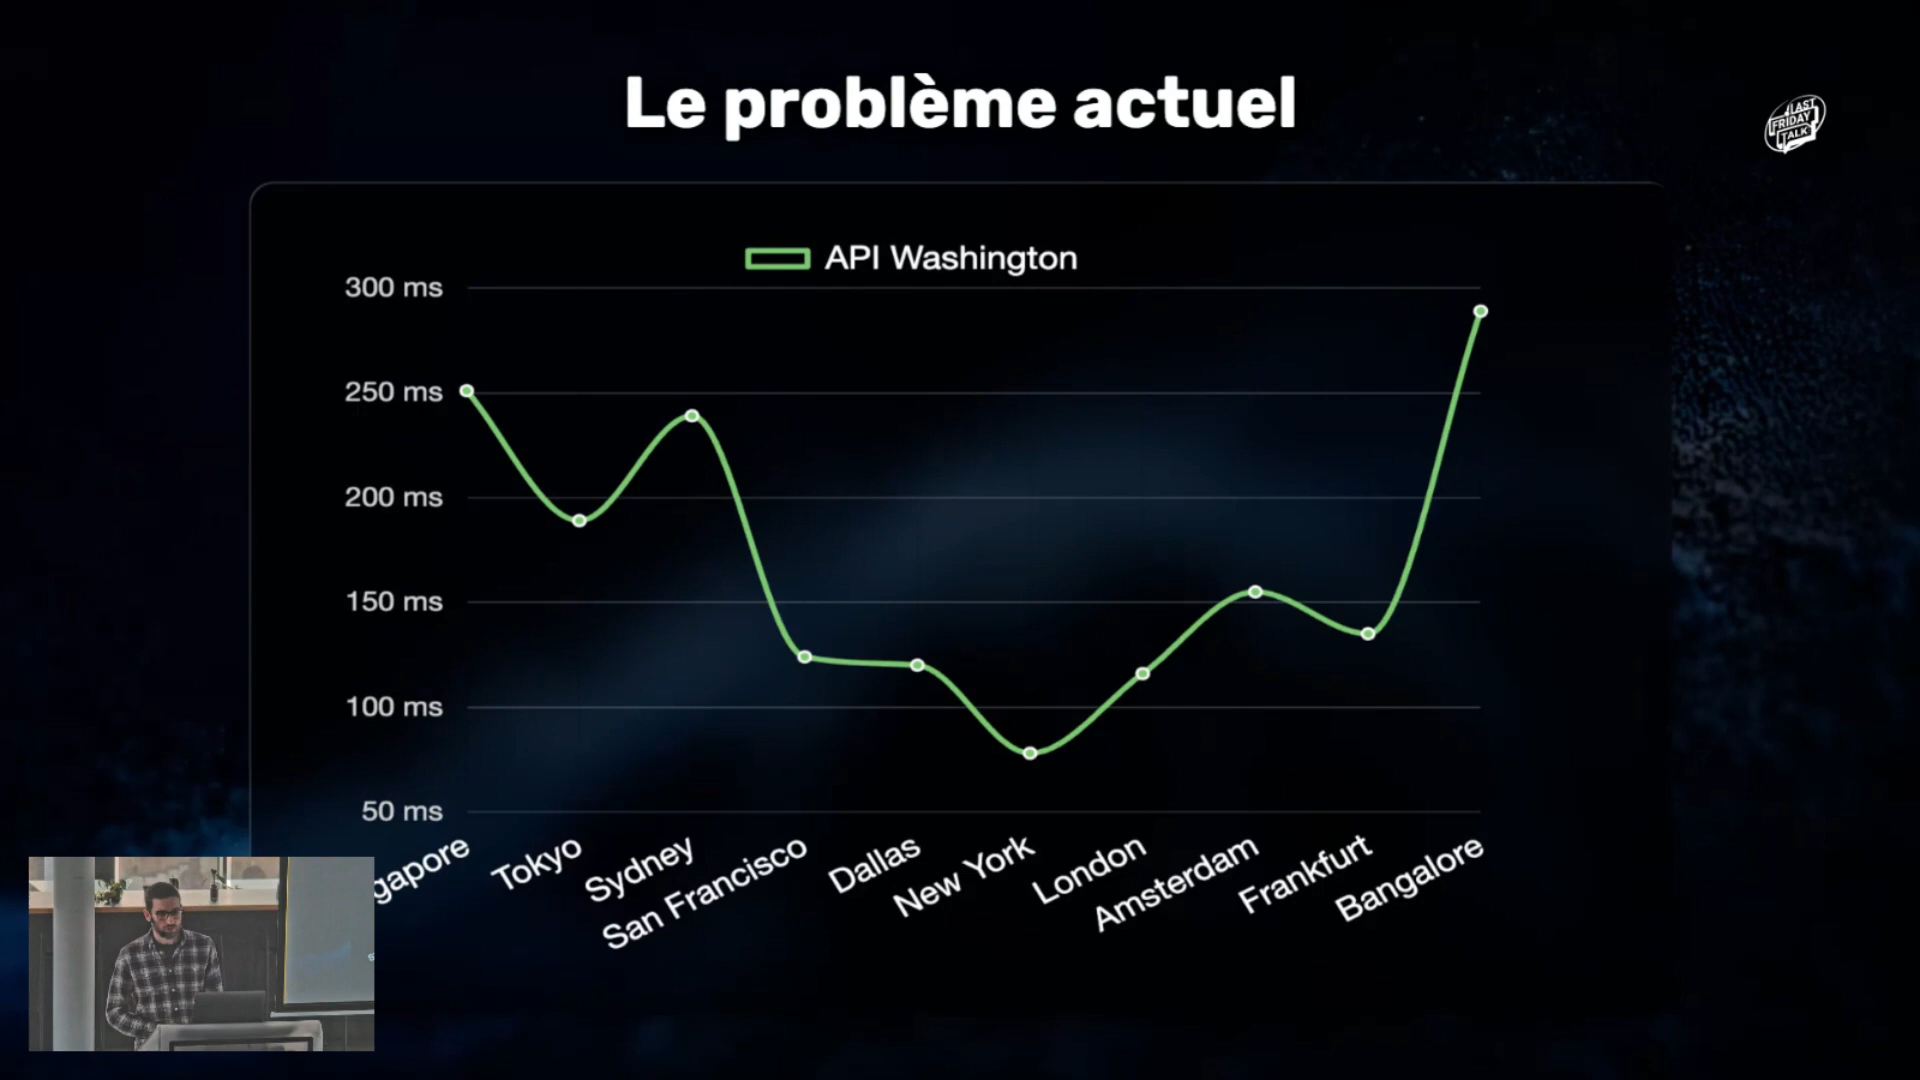 Le problème actuel
LAST
FRIDAY
TALK
API Washington
300 ms
250 ms
200 ms
150 ms
100 ms
50 ms
gapore
Tokyo
Sydney
San Francisco
Dallas
New York
London
Amsterdam
Frankfurt
Bangalore